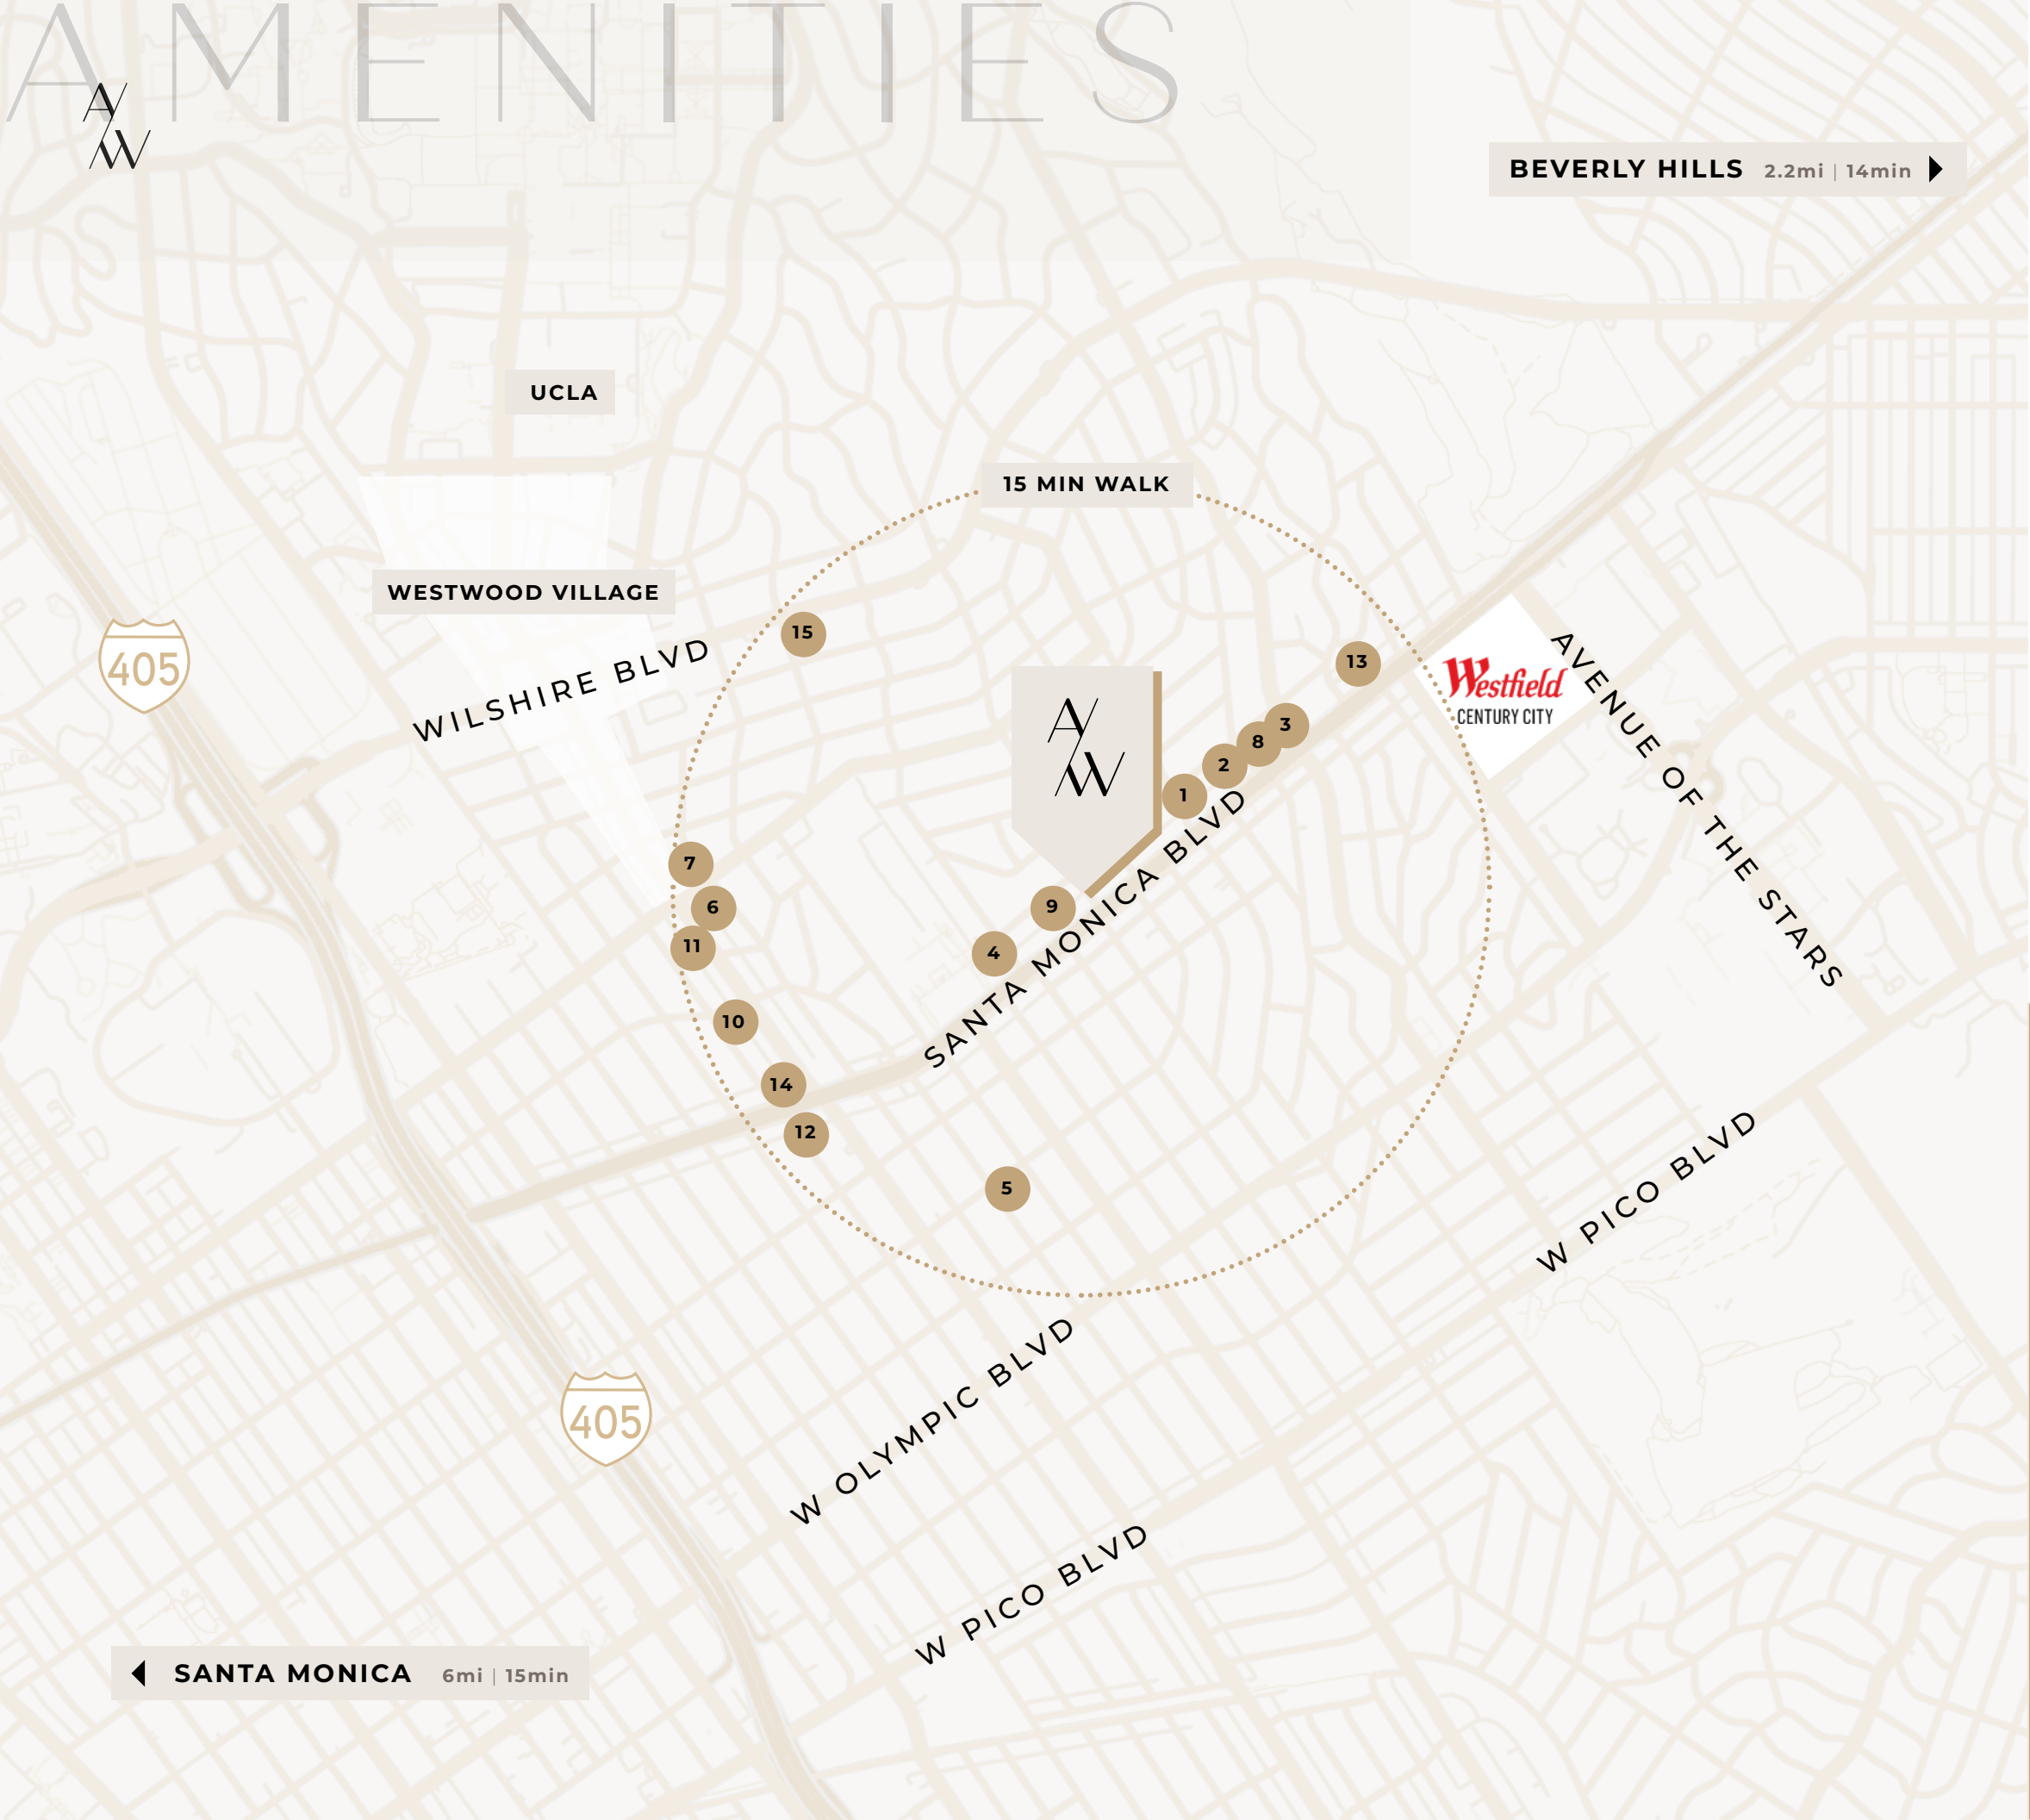 AMENITIES
AW
BEVERLY HILLS 2.2mi | 14min
UCLA
15 MIN WALK
WESTWOOD VILLAGE
WILSHIRE BLVD
405
15
13
Westfield
CENTURY CITY
AVENUE OF THE STARS
AW
3
8
2
1
SANTA MONICA BLVD
7
6
11
9
4
10
14
12
5
W PICO BLVD
W OLYMPIC BLVD
405
W PICO BLVD
SANTA MONICA 6mi | 15min